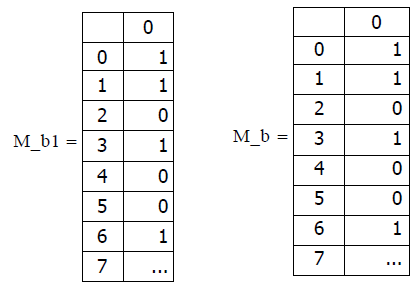 0 0
0 1 0 1
1 1 1 1
2 0 2 0
M_b1 = 3 1 M_b = 3 1
4 0 4 0
5 0 5 0
6 1 6 1
7 ... 7 ...